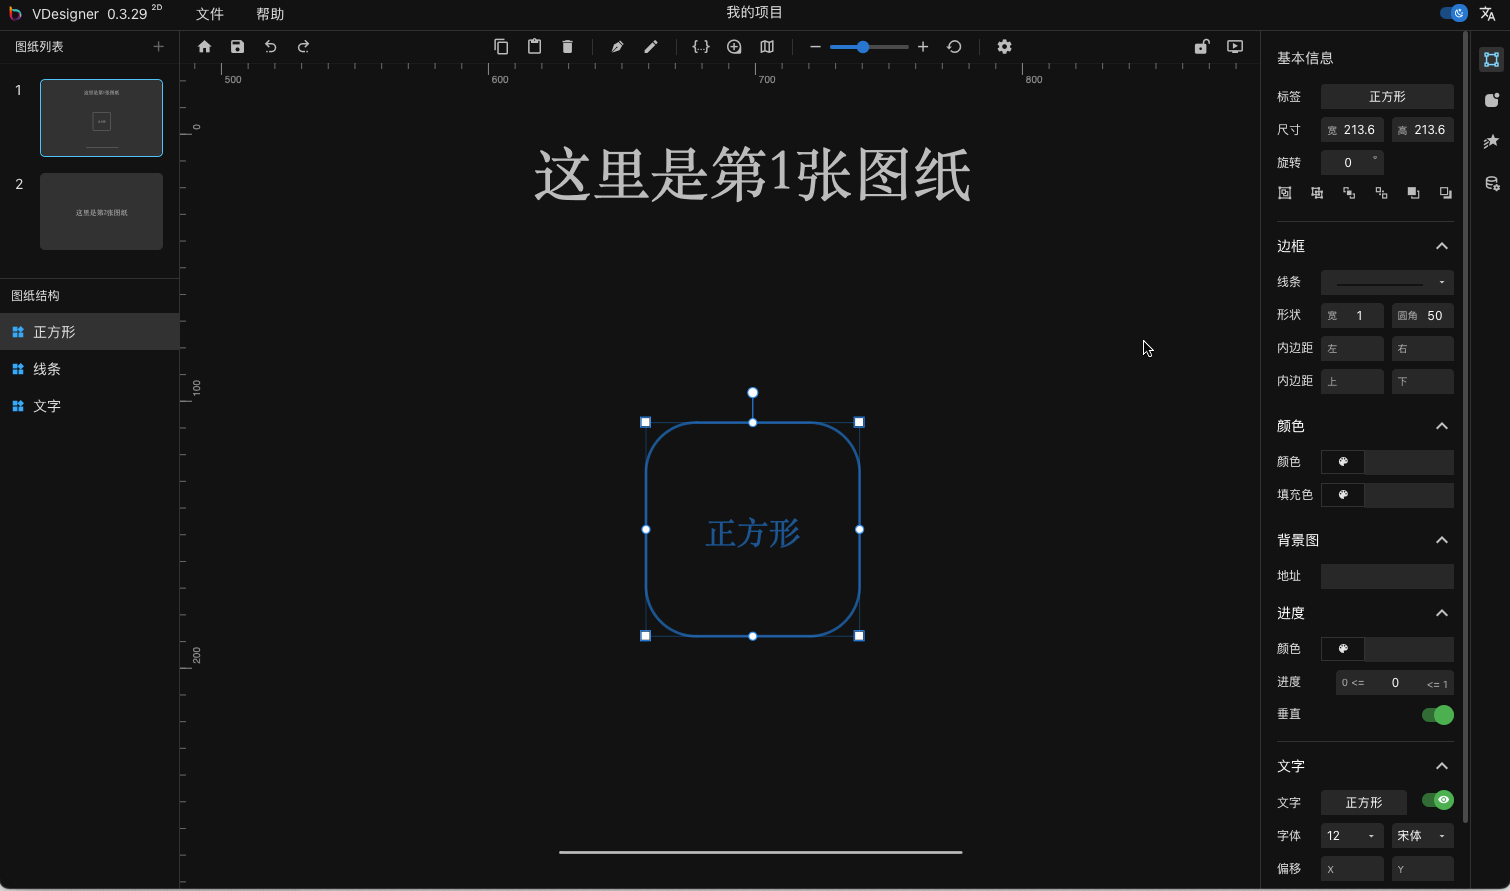 VDesigner 0.3.29 2D
文件
帮助
我的项目
图纸列表
500
600
700
800
1
这里是第1张图纸
正方形
2
这里是第2张图纸
图纸结构
正方形
线条
文字
0
100
200
这里是第1张图纸
正方形
基本信息
标签 正方形
尺寸 宽 213.6 高 213.6
旋转 0 °
边框
线条
形状 宽 1 圆角 50
内边距 左 右
内边距 上 下
颜色
颜色
填充色
背景图
地址
进度
颜色
进度 0 <= 0 <= 1
垂直
文字
文字 正方形
字体 12 宋体
偏移 X Y